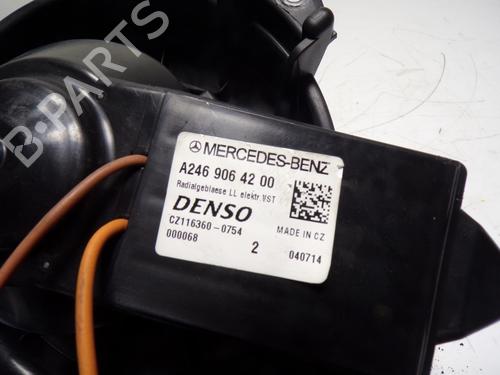 B-PARTS
MERCEDES-BENZ
A246 906 42 00
Radialgeblaese LL elektr. VST
DENSO
MADE IN CZ
CZ116360-0754
000068
2
040714